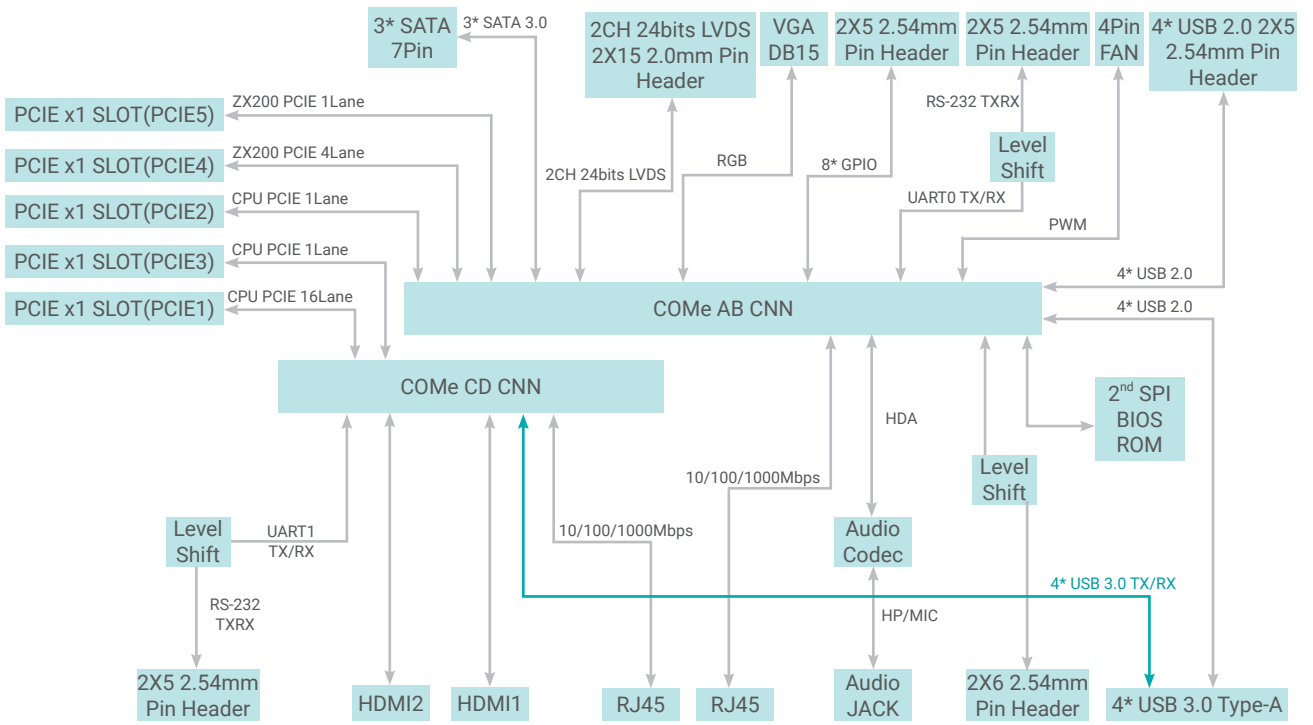 3* SATA
7Pin
3* SATA 3.0
2CH 24bits LVDS
2X15 2.0mm Pin
Header
VGA
DB15
2X5 2.54mm
Pin Header
2X5 2.54mm
Pin Header
4Pin
FAN
4* USB 2.0 2X5
2.54mm Pin
Header
PCIE x1 SLOT(PCIE5)
ZX200 PCIE 1Lane
RS-232 TXRX
PCIE x1 SLOT(PCIE4)
ZX200 PCIE 4Lane
2CH 24bits LVDS
RGB
8* GPIO
Level
Shift
PCIE x1 SLOT(PCIE2)
CPU PCIE 1Lane
UART0 TX/RX
PWM
PCIE x1 SLOT(PCIE3)
CPU PCIE 1Lane
4* USB 2.0
PCIE x1 SLOT(PCIE1)
CPU PCIE 16Lane
COMe AB CNN
4* USB 2.0
COMe CD CNN
HDA
2nd SPI
BIOS
ROM
10/100/1000Mbps
Level
Shift
Level
Shift
UART1
TX/RX
10/100/1000Mbps
Audio
Codec
4* USB 3.0 TX/RX
RS-232
TXRX
HP/MIC
2X5 2.54mm
Pin Header
HDMI2
HDMI1
RJ45
RJ45
Audio
JACK
2X6 2.54mm
Pin Header
4* USB 3.0 Type-A